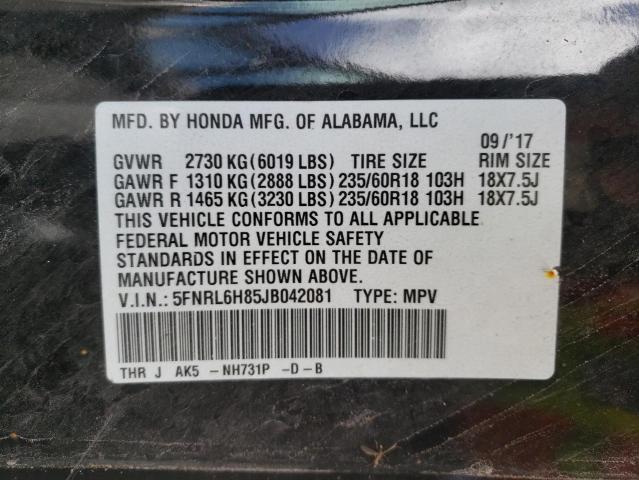 MFD. BY HONDA MFG. OF ALABAMA, LLC
09/'17
GVWR 2730 KG (6019 LBS) TIRE SIZE RIM SIZE
GAWR F 1310 KG (2888 LBS) 235/60R18 103H 18X7.5J
GAWR R 1465 KG (3230 LBS) 235/60R18 103H 18X7.5J
THIS VEHICLE CONFORMS TO ALL APPLICABLE
FEDERAL MOTOR VEHICLE SAFETY
STANDARDS IN EFFECT ON THE DATE OF
MANUFACTURE SHOWN ABOVE.
V.I.N.: 5FNRL6H85JB042081 TYPE: MPV
THR J AK5 -NH731P -D-B